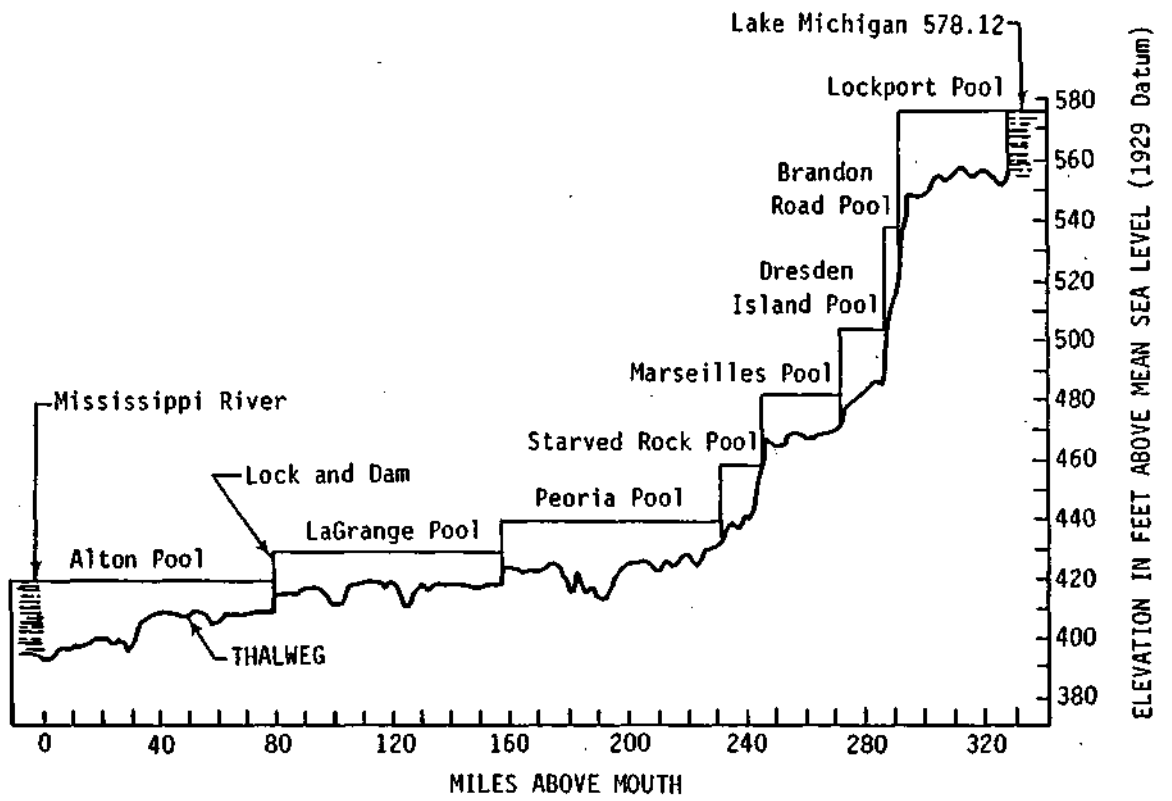 Lake Michigan 578.12
Lockport Pool
Brandon
Road Pool
Dresden
Island Pool
Marseilles Pool
Mississippi River
Starved Rock Pool
Lock and Dam
Peoria Pool
LaGrange Pool
Alton Pool
THALWEG
580
560
540
520
500
480
460
440
420
400
380
ELEVATION IN FEET ABOVE MEAN SEA LEVEL (1929 Datum)
0 40 80 120 160 200 240 280 320
MILES ABOVE MOUTH